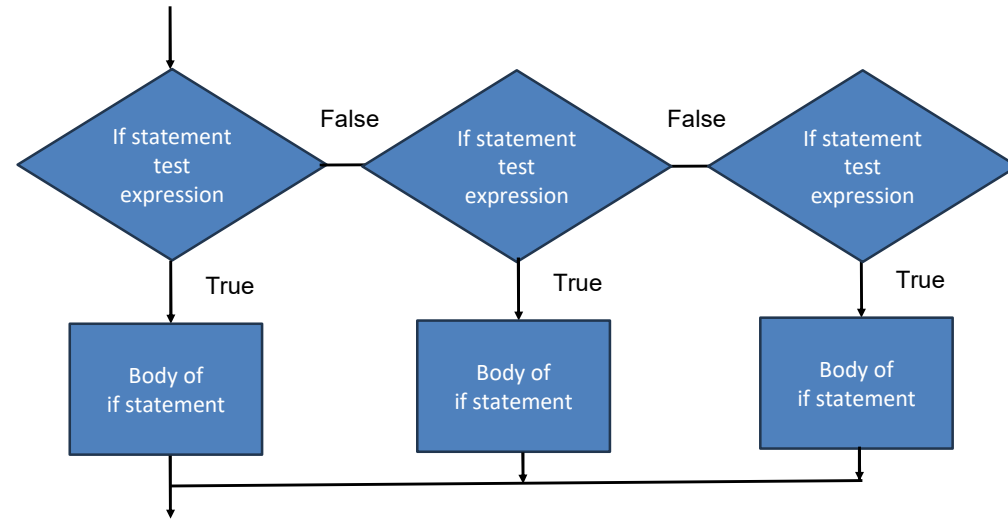 If statement
test
expression
False
If statement
test
expression
False
If statement
test
expression
True
True
True
Body of
if statement
Body of
if statement
Body of
if statement